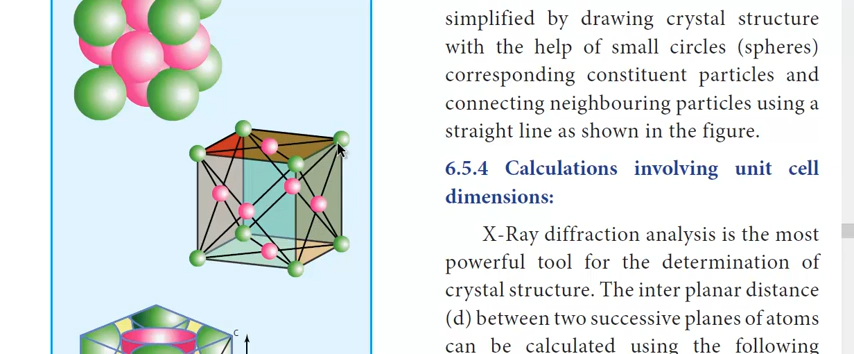 simplified by drawing crystal structure
with the help of small circles (spheres)
corresponding constituent particles and
connecting neighbouring particles using a
straight line as shown in the figure.
6.5.4 Calculations involving unit cell
dimensions:
X-Ray diffraction analysis is the most
powerful tool for the determination of
crystal structure. The inter planar distance
(d) between two successive planes of atoms
can be calculated using the following
C